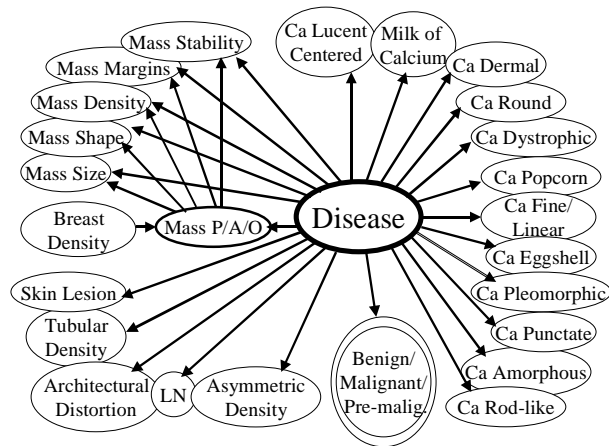 Mass Stability
Mass Margins
Mass Density
Mass Shape
Mass Size
Breast
Density
Mass P/A/O
Disease
Ca Lucent
Centered
Milk of
Calcium
Ca Dermal
Ca Round
Ca Dystrophic
Ca Popcorn
Ca Fine/
Linear
Ca Eggshell
Ca Pleomorphic
Ca Punctate
Ca Amorphous
Ca Rod-like
Skin Lesion
Tubular
Density
Architectural
Distortion
LN
Asymmetric
Density
Benign/
Malignant/
Pre-malig.